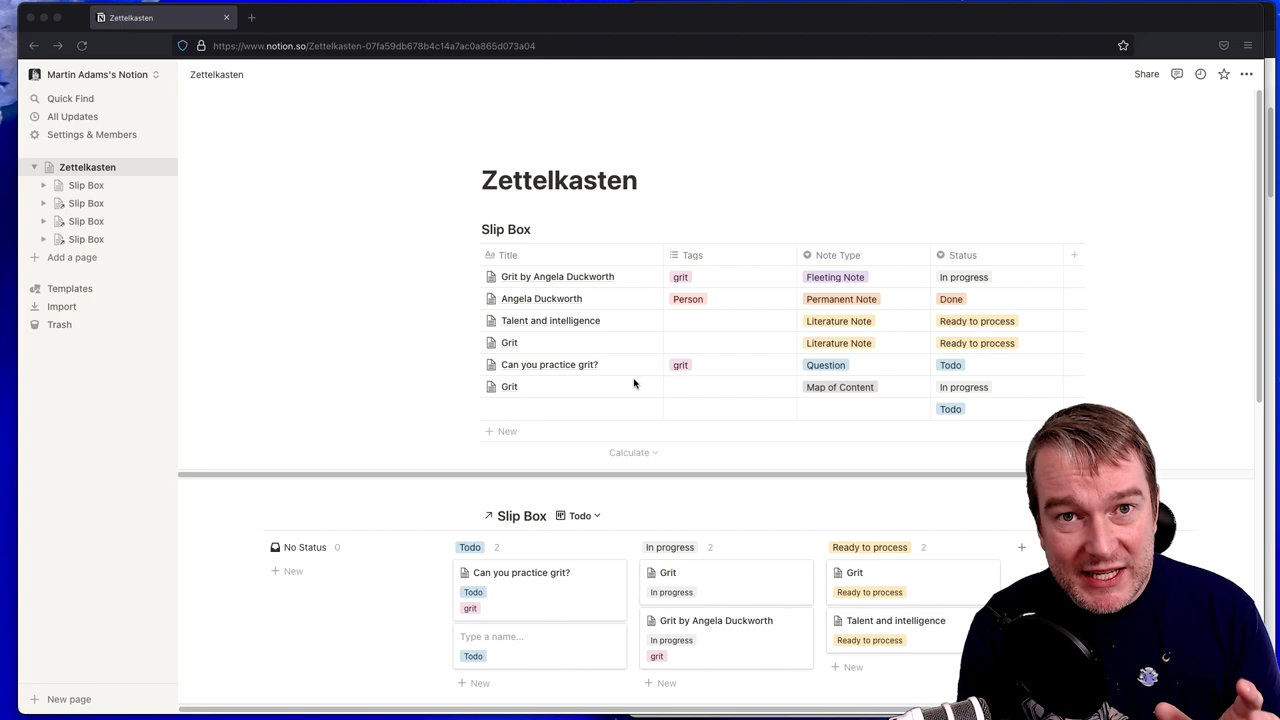 Zettelkasten
https://www.notion.so/Zettelkasten-07fa59db678b4c14a7ac0a865d073a04
Martin Adams's Notion
Zettelkasten
Share
Quick Find
All Updates
Settings & Members
Zettelkasten
Slip Box
Slip Box
Slip Box
Slip Box
Add a page
Templates
Import
Trash
New page
Zettelkasten
Slip Box
Title Tags Note Type Status
Grit by Angela Duckworth grit Fleeting Note In progress
Angela Duckworth Person Permanent Note Done
Talent and intelligence Literature Note Ready to process
Grit Literature Note Ready to process
Can you practice grit? grit Question Todo
Grit Map of Content In progress
Todo
New
Calculate
Slip Box Todo
No Status 0 Todo 2 In progress 2 Ready to process 2
New
Can you practice grit?
Todo
grit
Type a name...
Todo
New
Grit
In progress
Grit by Angela Duckworth
In progress
grit
New
Grit
Ready to process
Talent and intelligence
Ready to process
New